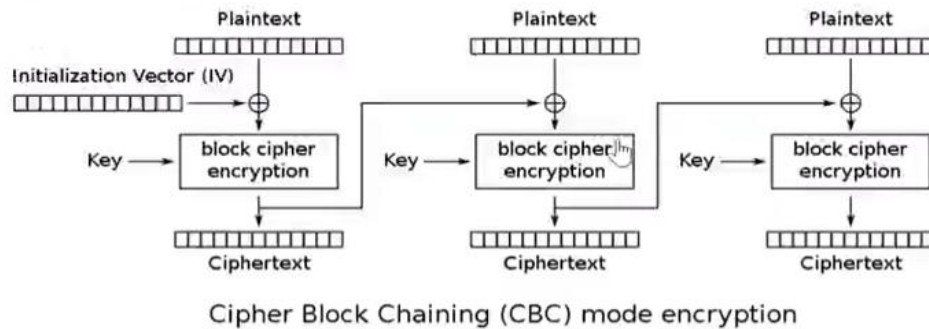 Plaintext
Plaintext
Plaintext
Initialization Vector (IV)
Key
block cipher
encryption
Key
block cipher
encryption
Key
block cipher
encryption
Ciphertext
Ciphertext
Ciphertext
Cipher Block Chaining (CBC) mode encryption